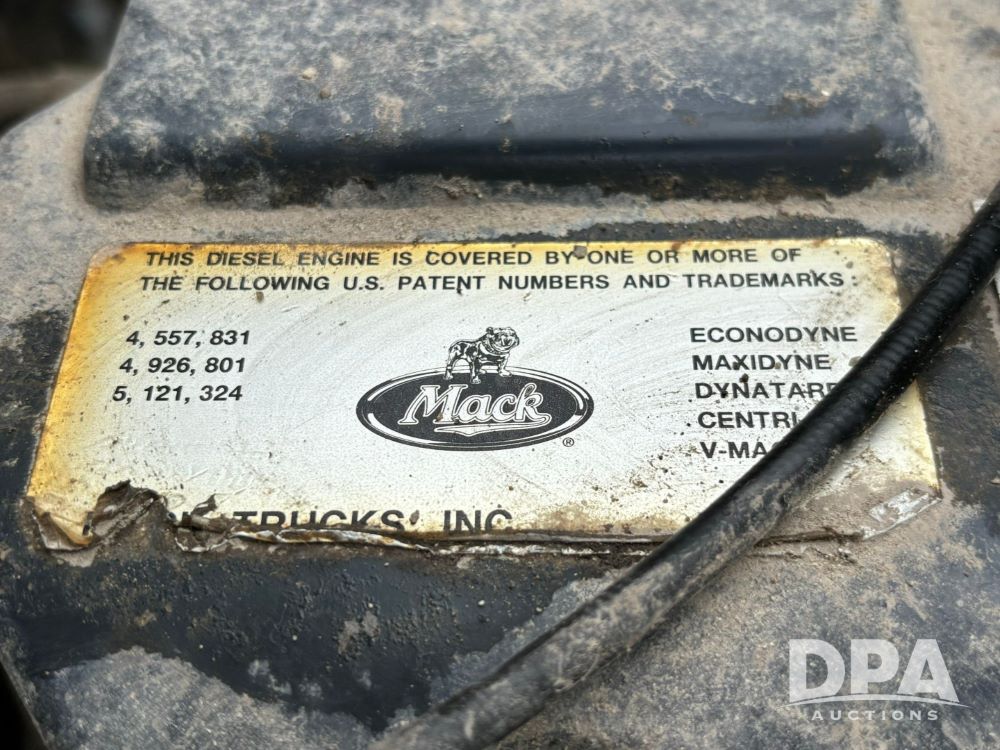 THIS DIESEL ENGINE IS COVERED BY ONE OR MORE OF
THE FOLLOWING U.S. PATENT NUMBERS AND TRADEMARKS :
4, 557, 831
4, 926, 801
5, 121, 324
Mack
®
ECONODYNE
MAXIDYNE
TRUCKS, INC
DPA
AUCTIONS